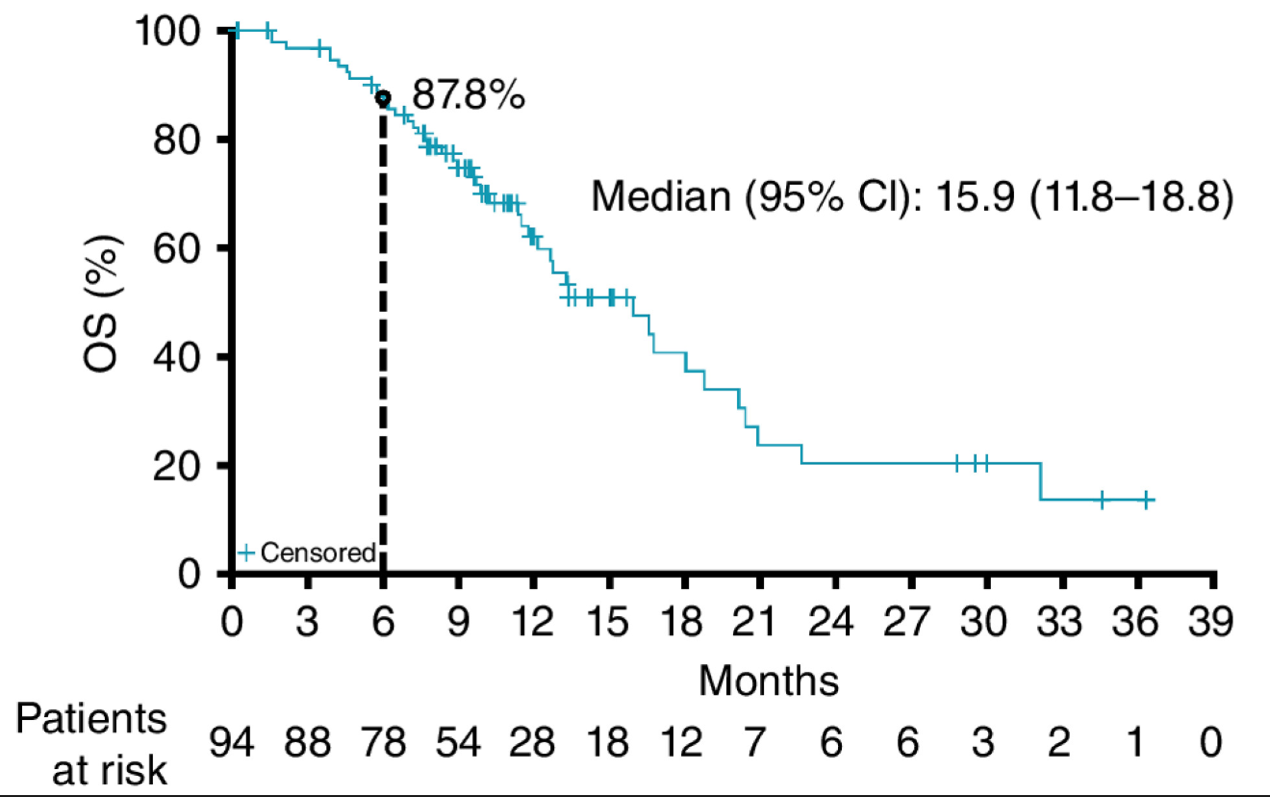 100
87.8%
80
Median (95% CI): 15.9 (11.8–18.8)
60
OS (%)
40
20
+ Censored
0
0 3 6 9 12 15 18 21 24 27 30 33 36 39
Months
Patients
at risk
94 88 78 54 28 18 12 7 6 6 3 2 1 0